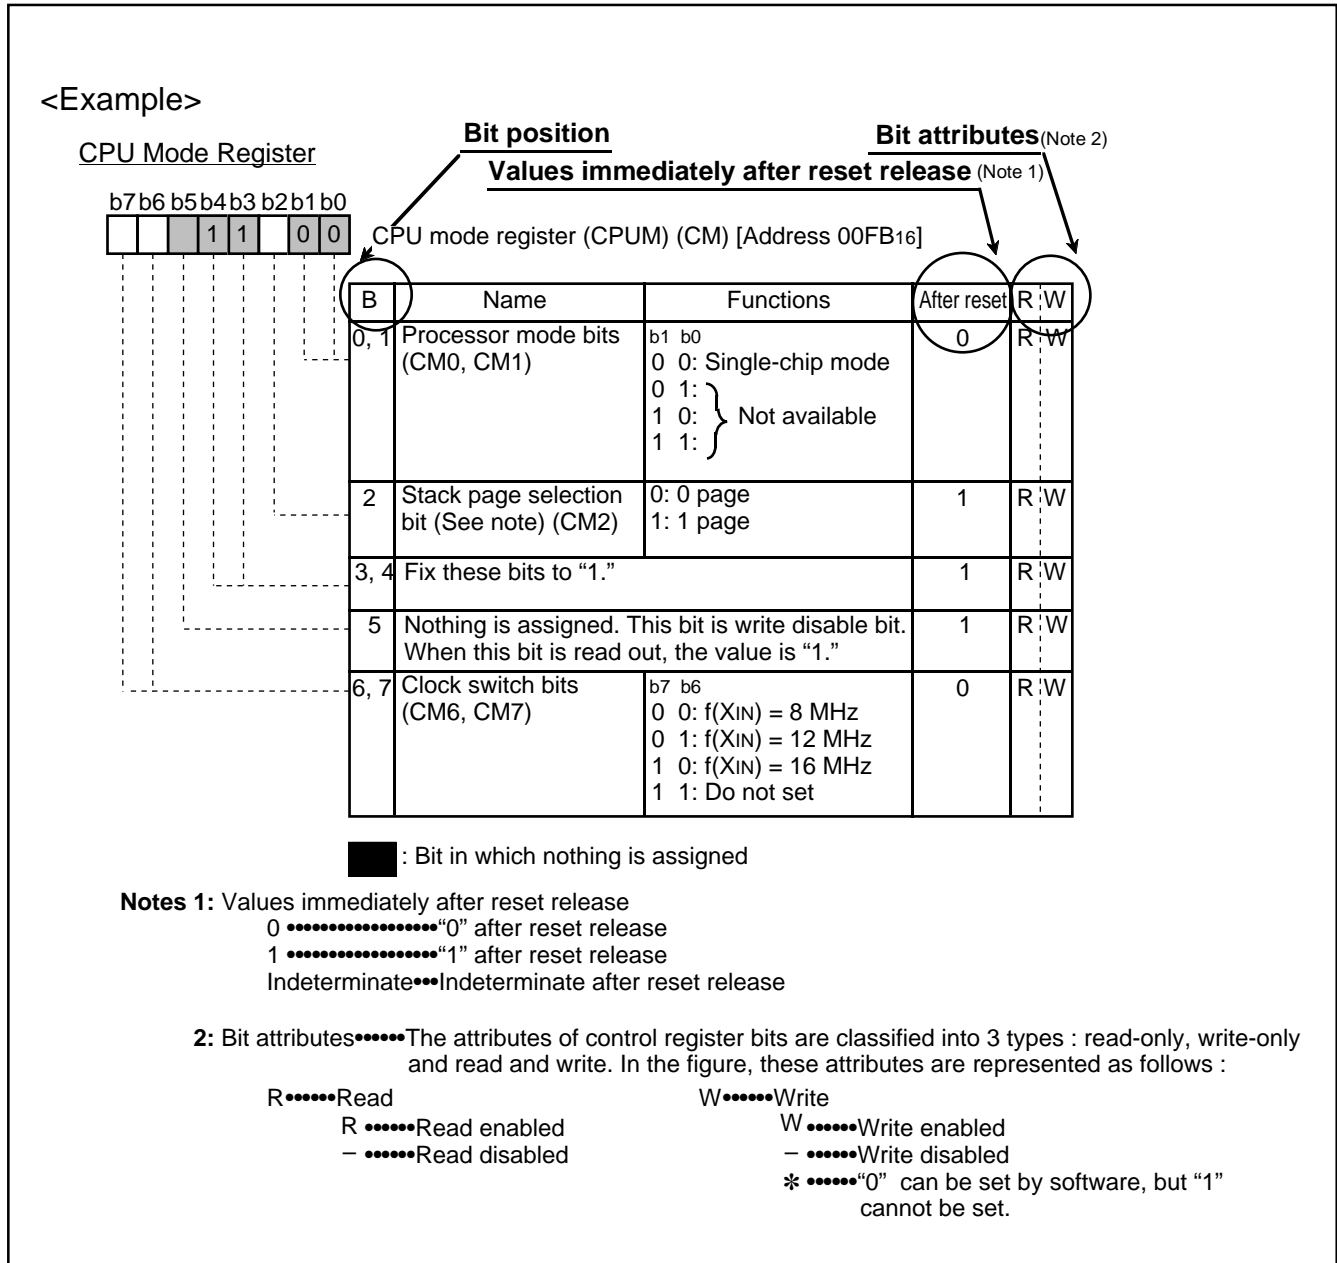 <Example>
CPU Mode Register
Bit position
Bit attributes(Note 2)
Values immediately after reset release (Note 1)
b7 b6 b5 b4 b3 b2 b1 b0
1 1 0 0
CPU mode register (CPUM) (CM) [Address 00FB16]
B Name Functions After reset R W
0, 1 Processor mode bits (CM0, CM1)
b1 b0
0 0: Single-chip mode
0 1:
1 0: Not available
1 1:
0 R W
2 Stack page selection bit (See note) (CM2)
0: 0 page
1: 1 page
1 R W
3, 4 Fix these bits to “1.” 1 R W
5 Nothing is assigned. This bit is write disable bit. 1 R W
When this bit is read out, the value is “1.”
6, 7 Clock switch bits (CM6, CM7)
b7 b6
0 0: f(XIN) = 8 MHz
0 1: f(XIN) = 12 MHz
1 0: f(XIN) = 16 MHz
1 1: Do not set
0 R W
: Bit in which nothing is assigned
Notes 1: Values immediately after reset release
0 ••••••••••••••••••“0” after reset release
1 ••••••••••••••••••“1” after reset release
Indeterminate•••Indeterminate after reset release
2: Bit attributes••••••The attributes of control register bits are classified into 3 types : read-only, write-only
and read and write. In the figure, these attributes are represented as follows :
R••••••Read
R ••••••Read enabled
– ••••••Read disabled
W••••••Write
W ••••••Write enabled
– ••••••Write disabled
✻ ••••••“0” can be set by software, but “1”
cannot be set.